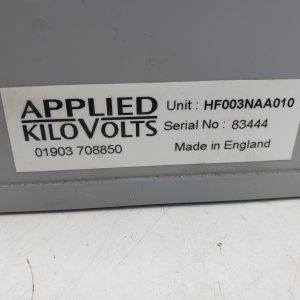 APPLIED
KILOVOLTS
01903 708850
Unit : HF003NAA010
Serial No : 83444
Made in England